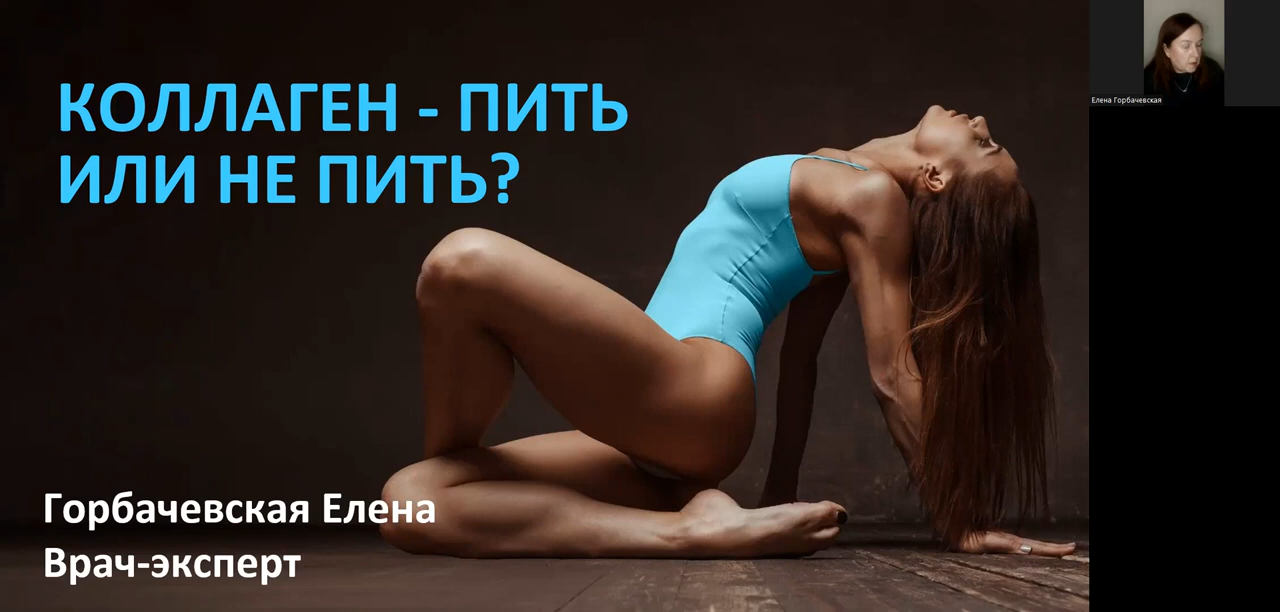 КОЛЛАГЕН - ПИТЬ
ИЛИ НЕ ПИТЬ?
Горбачевская Елена
Врач-эксперт
Елена Горбачевская